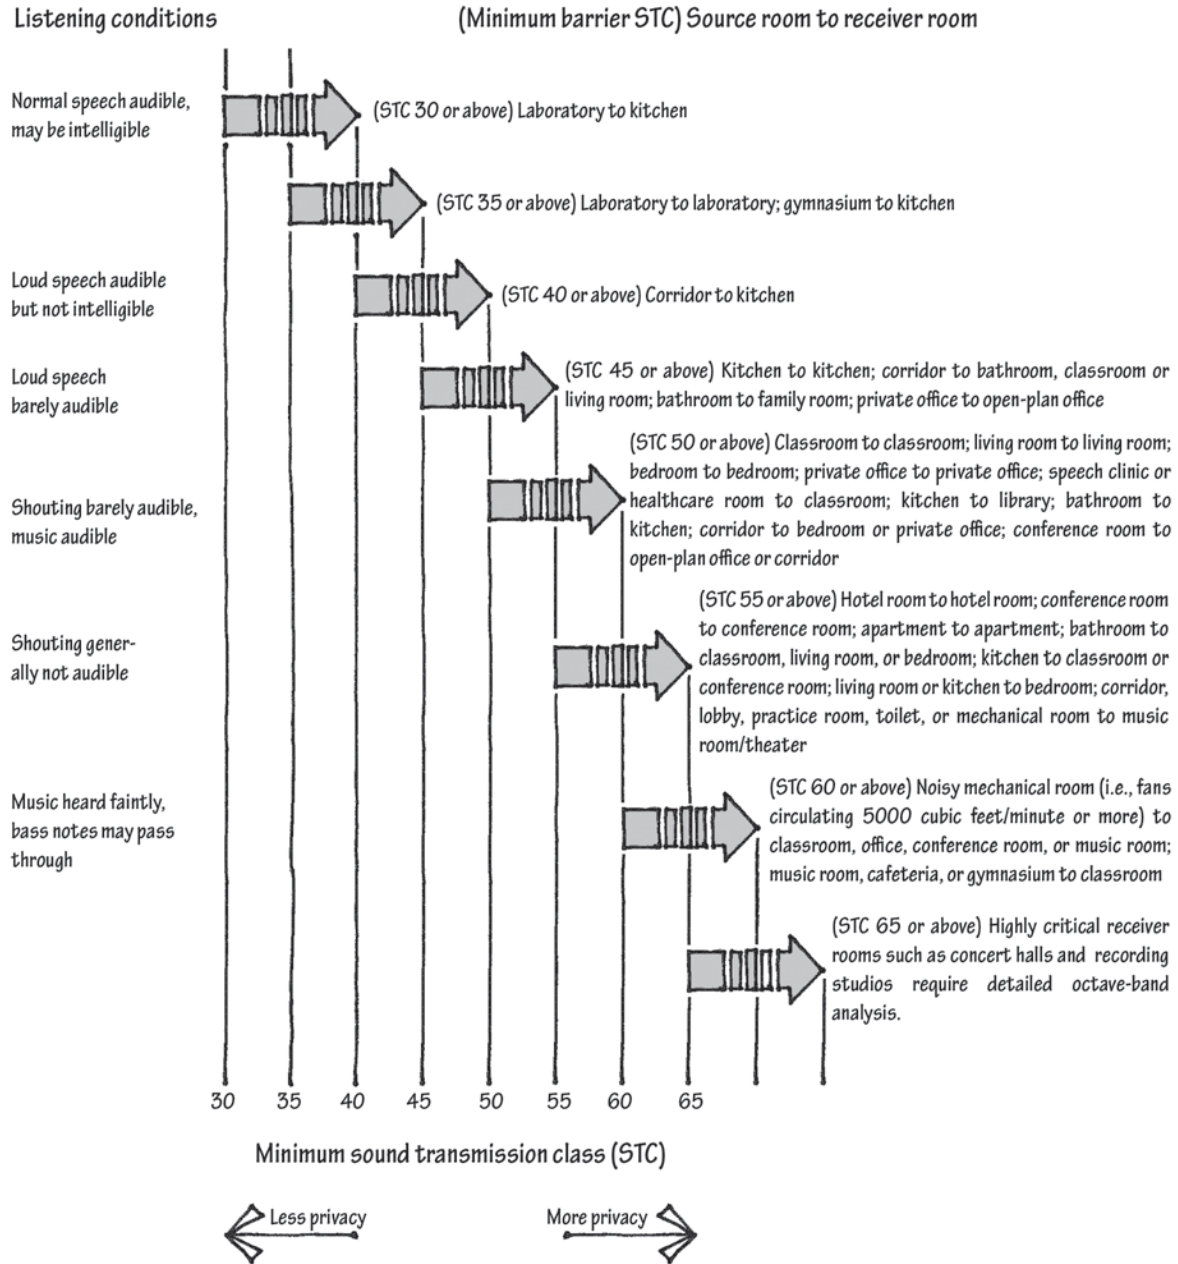 Listening conditions
(Minimum barrier STC) Source room to receiver room
Normal speech audible,
may be intelligible
(STC 30 or above) Laboratory to kitchen
(STC 35 or above) Laboratory to laboratory; gymnasium to kitchen
Loud speech audible
but not intelligible
(STC 40 or above) Corridor to kitchen
Loud speech
barely audible
(STC 45 or above) Kitchen to kitchen; corridor to bathroom, classroom or
living room; bathroom to family room; private office to open-plan office
Shouting barely audible,
music audible
(STC 50 or above) Classroom to classroom; living room to living room;
bedroom to bedroom; private office to private office; speech clinic or
healthcare room to classroom; kitchen to library; bathroom to
kitchen; corridor to bedroom or private office; conference room to
open-plan office or corridor
Shouting gener-
ally not audible
(STC 55 or above) Hotel room to hotel room; conference room
to conference room; apartment to apartment; bathroom to
classroom, living room, or bedroom; kitchen to classroom or
conference room; living room or kitchen to bedroom; corridor,
lobby, practice room, toilet, or mechanical room to music
room/theater
Music heard faintly,
bass notes may pass
through
(STC 60 or above) Noisy mechanical room (i.e., fans
circulating 5000 cubic feet/minute or more) to
classroom, office, conference room, or music room;
music room, cafeteria, or gymnasium to classroom
(STC 65 or above) Highly critical receiver
rooms such as concert halls and recording
studios require detailed octave-band
analysis.
30 35 40 45 50 55 60 65
Minimum sound transmission class (STC)
Less privacy
More privacy